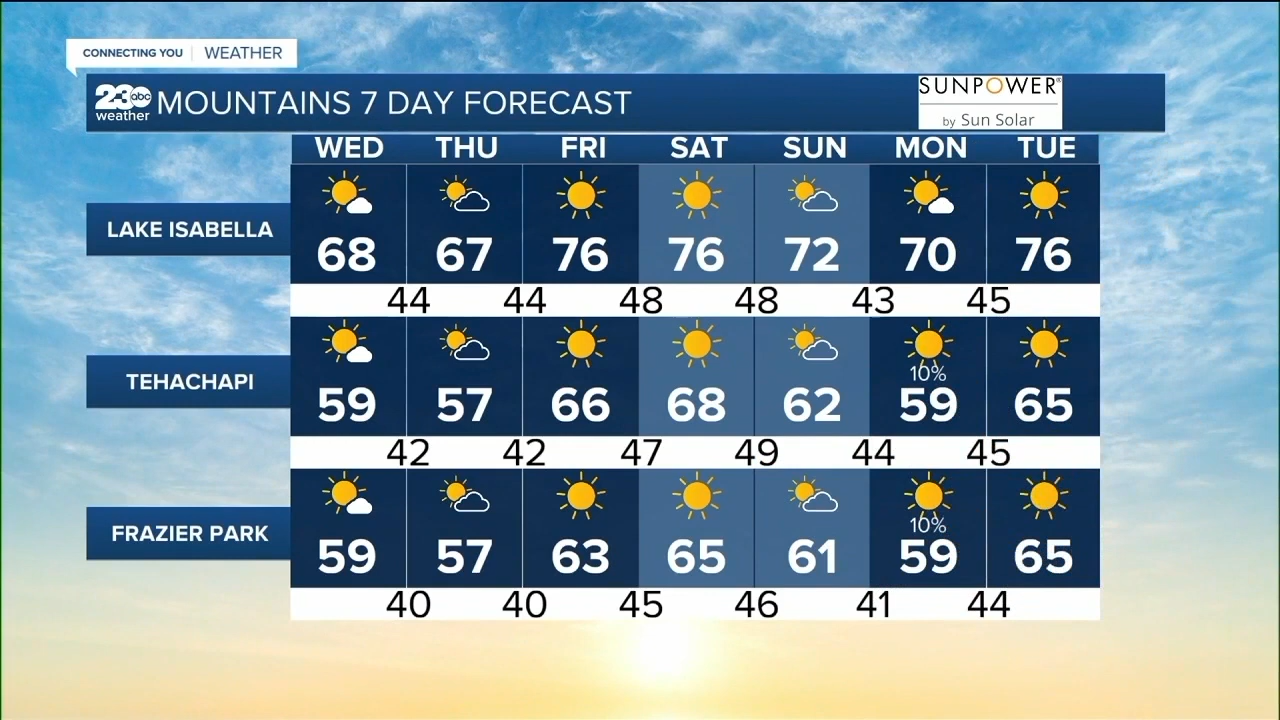 CONNECTING YOU | WEATHER
23 abc weather
MOUNTAINS 7 DAY FORECAST
SUNPOWER®
by Sun Solar
WED THU FRI SAT SUN MON TUE
LAKE ISABELLA
68 67 76 76 72 70 76
44 44 48 48 43 45
TEHACHAPI
10%
59 57 66 68 62 59 65
42 42 47 49 44 45
FRAZIER PARK
10%
59 57 63 65 61 59 65
40 40 45 46 41 44